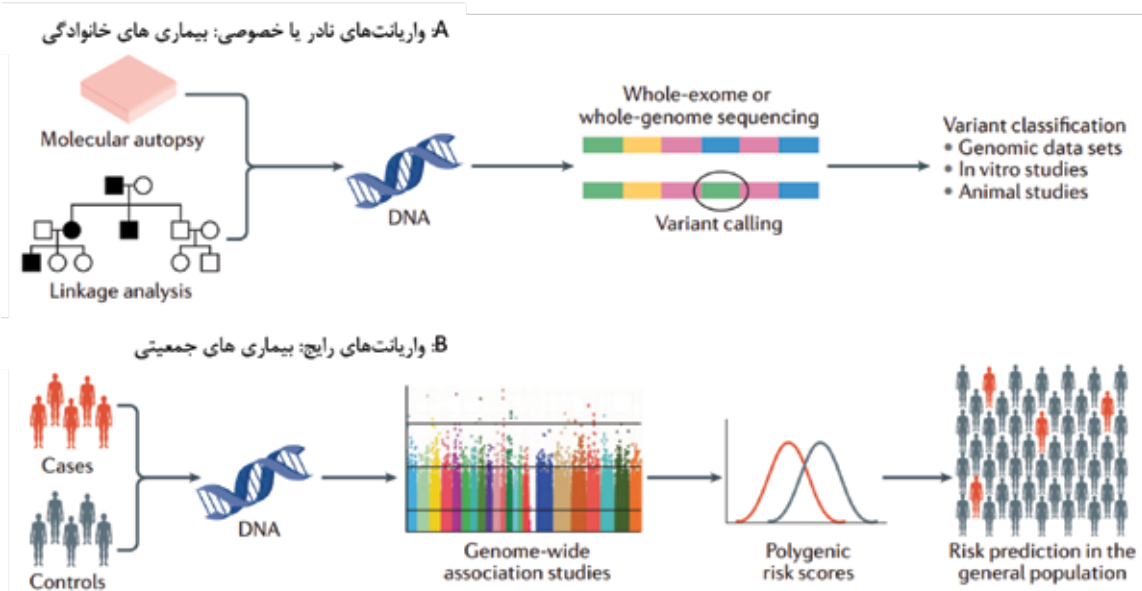 A: واریانت‌های نادر یا خصوصی: بیماری های خانوادگی
Molecular autopsy
Linkage analysis
DNA
Whole-exome or
whole-genome sequencing
Variant calling
Variant classification
• Genomic data sets
• In vitro studies
• Animal studies
B: واریانت‌های رایج: بیماری های جمعیتی
Cases
Controls
DNA
Genome-wide
association studies
Polygenic
risk scores
Risk prediction in the
general population